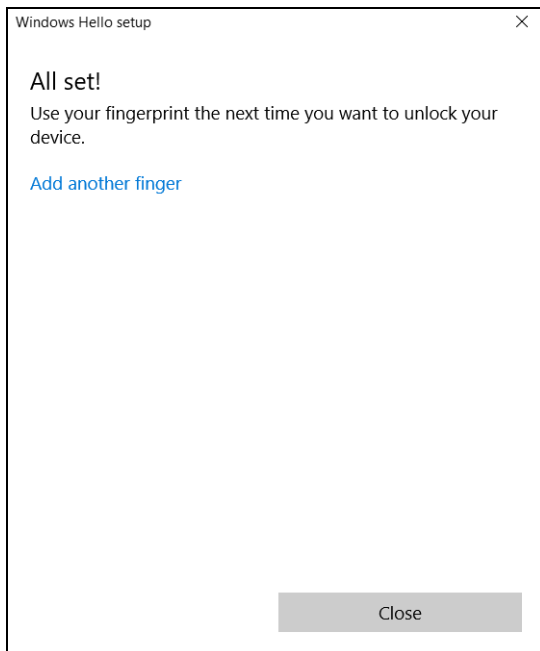 Windows Hello setup
All set!
Use your fingerprint the next time you want to unlock your
device.
Add another finger
Close